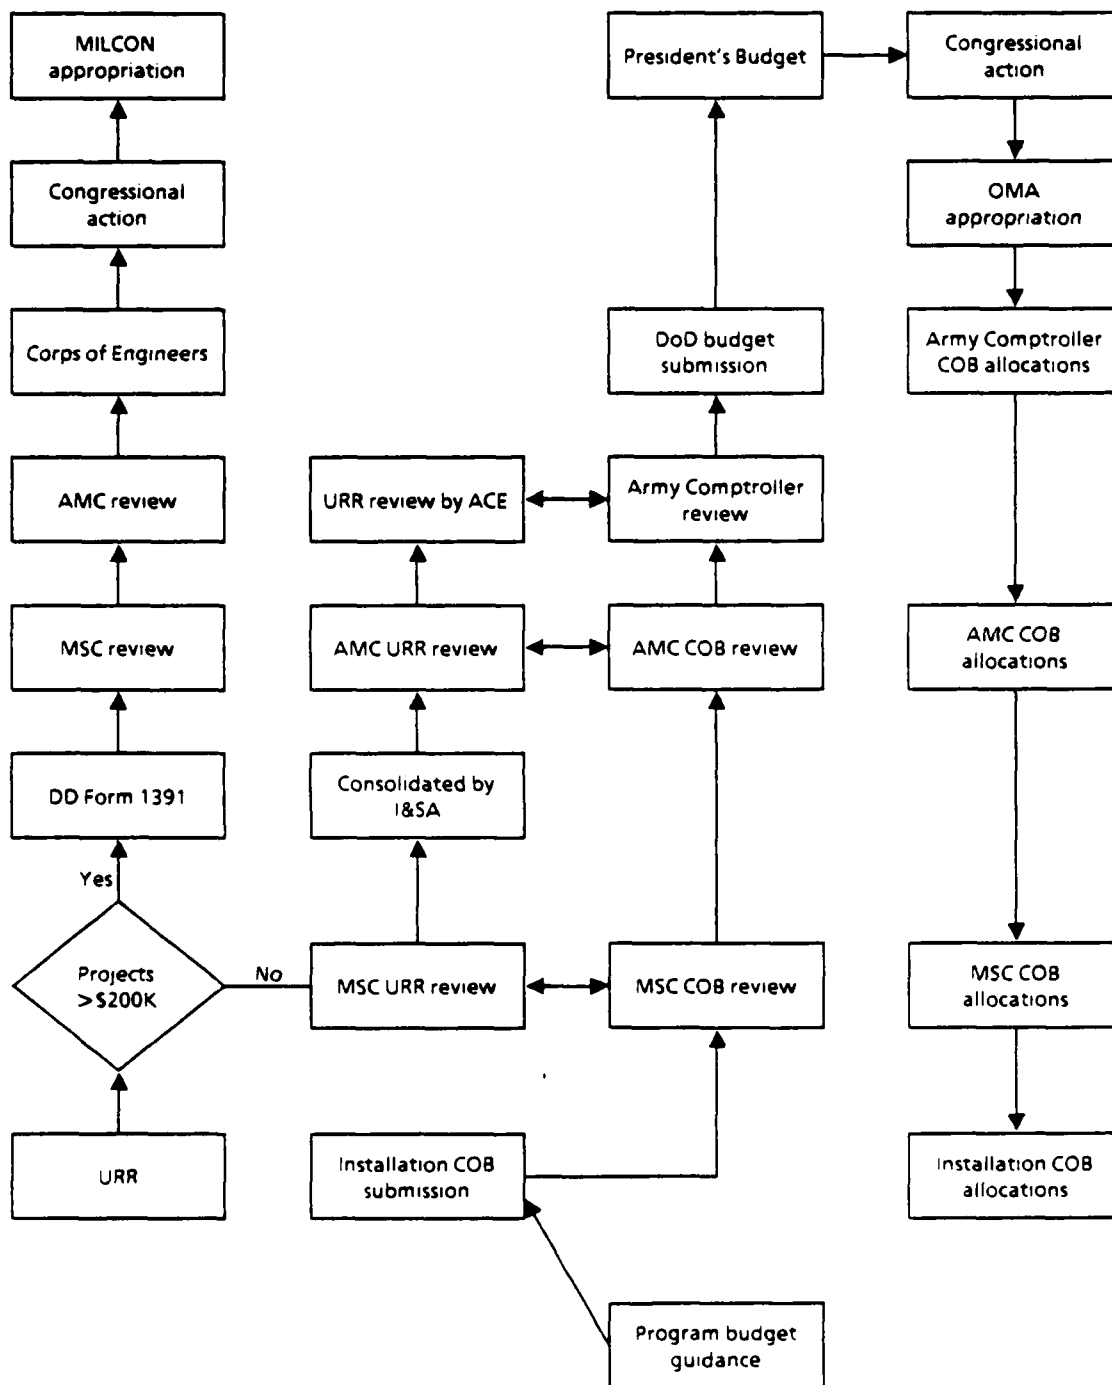 MILCON
appropriation
Congressional
action
Corps of Engineers
AMC review
MSC review
DD Form 1391
Yes
Projects
>$200K
No
URR
URR review by ACE
AMC URR review
Consolidated by
I&SA
MSC URR review
Installation COB
submission
President's Budget
DoD budget
submission
Army Comptroller
review
AMC COB review
MSC COB review
Program budget
guidance
Congressional
action
OMA
appropriation
Army Comptroller
COB allocations
AMC COB
allocations
MSC COB
allocations
Installation COB
allocations